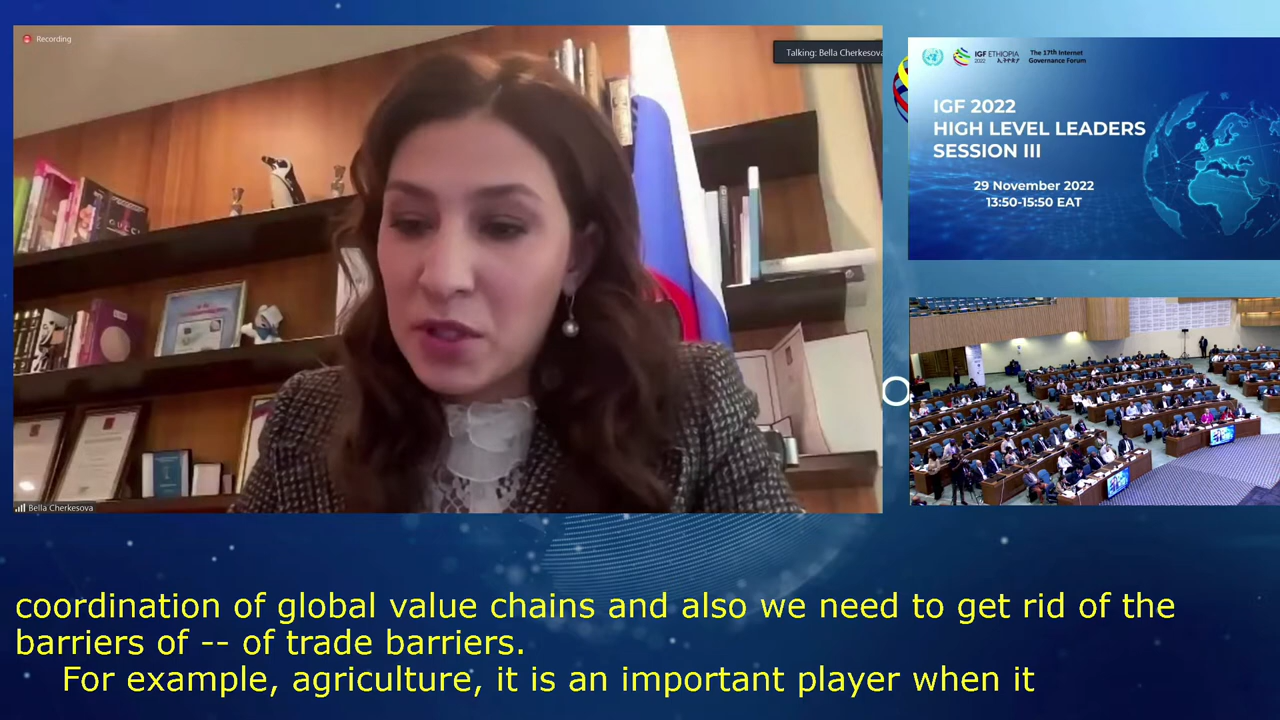 Recording
Talking: Bella Cherkesova
GUCCI
Bella Cherkesova
IGF ETHIOPIA
2022 ኢትዮጵያ
The 17th Internet
Governance Forum
IGF 2022
HIGH LEVEL LEADERS
SESSION III
29 November 2022
13:50-15:50 EAT
coordination of global value chains and also we need to get rid of the
barriers of -- of trade barriers.
For example, agriculture, it is an important player when it